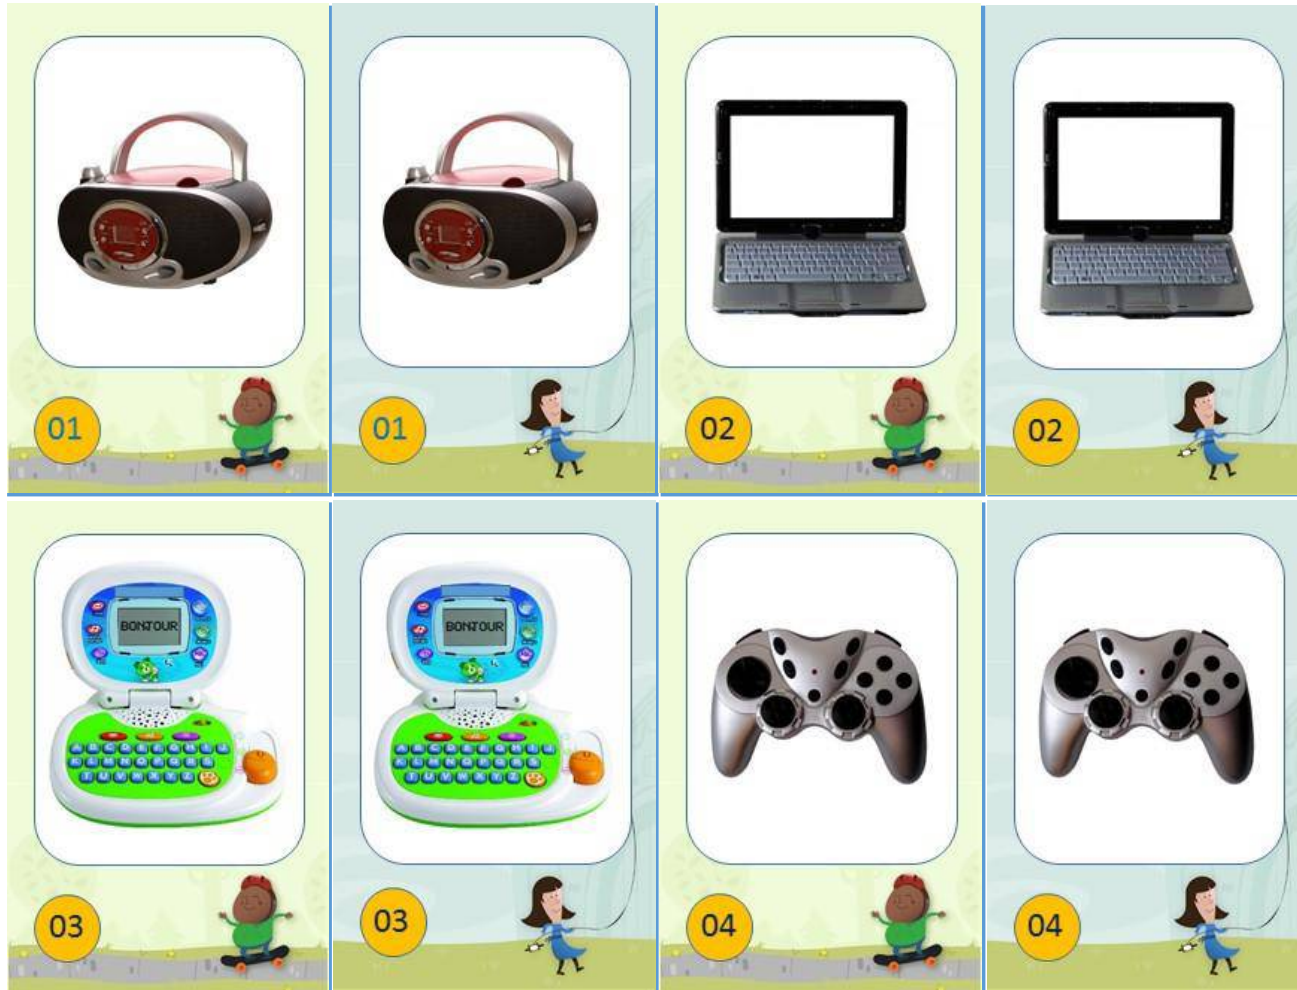 01
01
02
02
BONJOUR
BONJOUR
A B C D E F G H I J
K L M N O P Q R S
T U V W X Y Z
A B C D E F G H I J
K L M N O P Q R S
T U V W X Y Z
03
03
04
04